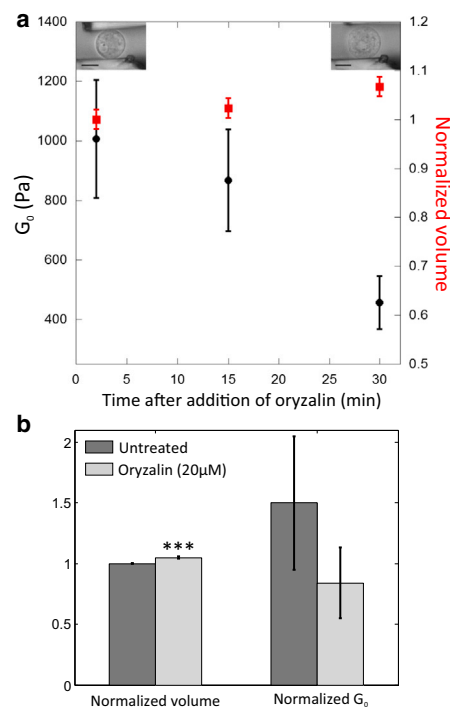 a
1400
1200
1000
800
600
400
G₀ (Pa)
1.2
1.1
1
0.9
0.8
0.7
0.6
0.5
Normalized volume
0 5 10 15 20 25 30
Time after addition of oryzalin (min)
b
2
1.5
1
0.5
0
Untreated
Oryzalin (20µM)
***
Normalized volume
Normalized G₀